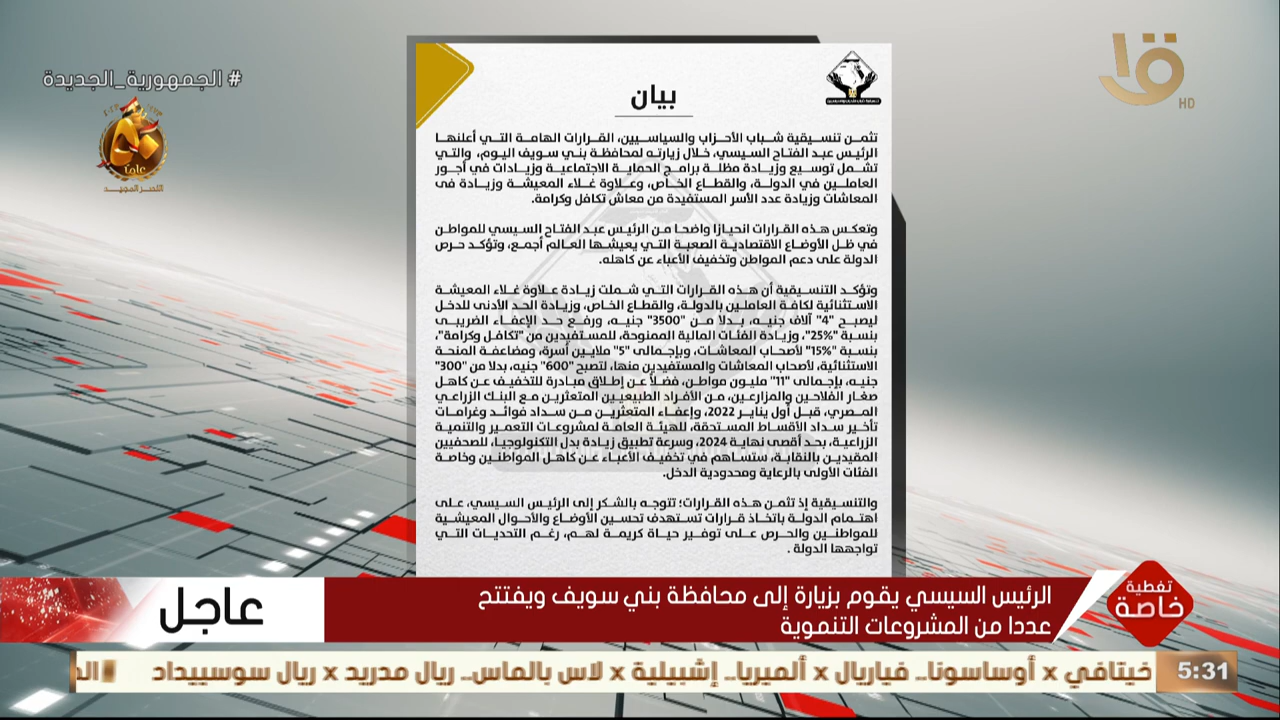 #الجمهورية_الجديدة
HD
عاما
النصر المجيد
بيان
تثمن تنسيقية شباب الأحزاب والسياسيين، القرارات الهامة التي أعلنها
الرئيس عبد الفتاح السيسي، خلال زيارته لمحافظة بني سويف اليوم، والتي
تشمل توسيع وزيادة مظلة برامج الحماية الاجتماعية وزيادات في أجور
العاملين في الدولة، والقطاع الخاص، وعلاوة غلاء المعيشة وزيادة فى
المعاشات وزيادة عدد الأسر المستفيدة من معاش تكافل وكرامة.
وتعكس هذه القرارات انحيازا واضحا من الرئيس عبد الفتاح السيسي للمواطن
في ظل الأوضاع الاقتصادية الصعبة التي يعيشها العالم أجمع، وتؤكد حرص
الدولة على دعم المواطن وتخفيف الأعباء عن كاهله.
وتؤكد التنسيقية أن هذه القرارات التي شملت زيادة علاوة غلاء المعيشة
الاستثنائية لكافة العاملين بالدولة، والقطاع الخاص، وزيادة الحد الأدنى للدخل
ليصبح "4" آلاف جنيه، بدلا من "3500" جنيه، ورفع حد الإعفاء الضريبى
بنسبة "25%"، وزيادة الفئات المالية الممنوحة، للمستفيدين من "تكافل وكرامة"،
بنسبة "15%" لأصحاب المعاشات، وبإجمالى "5" ملايين أسرة، ومضاعفة المنحة
الاستثنائية، لأصحاب المعاشات والمستفيدين منها، لتصبح "600" جنيه، بدلا من "300"
جنيه، بإجمالى "11" مليون مواطن، فضلاً عن إطلاق مبادرة للتخفيف عن كاهل
صغار الفلاحين والمزارعين، من الأفراد الطبيعيين المتعثرين مع البنك الزراعي
المصري، قبل أول يناير 2022، وإعفاء المتعثرين من سداد فوائد وغرامات
تأخير سداد الأقساط المستحقة، للهيئة العامة لمشروعات التعمير والتنمية
الزراعية، بحد أقصى نهاية 2024، وسرعة تطبيق زيادة بدل التكنولوجيا، للصحفيين
المقيدين بالنقابة، ستساهم في تخفيف الأعباء عن كاهل المواطنين وخاصة
الفئات الأولى بالرعاية ومحدودية الدخل.
والتنسيقية إذ تثمن هذه القرارات؛ تتوجه بالشكر إلى الرئيس السيسي، على
اهتمام الدولة باتخاذ قرارات تستهدف تحسين الأوضاع والأحوال المعيشية
للمواطنين والحرص على توفير حياة كريمة لهم، رغم التحديات التي
تواجهها الدولة .
تغطية
خاصة
الرئيس السيسي يقوم بزيارة إلى محافظة بني سويف ويفتتح
عددا من المشروعات التنموية
عاجل
5:31
خيتافي x أوساسونا.. فياريال x ألميريا.. إشبيلية x لاس بالماس.. ريال مدريد x ريال سوسييداد